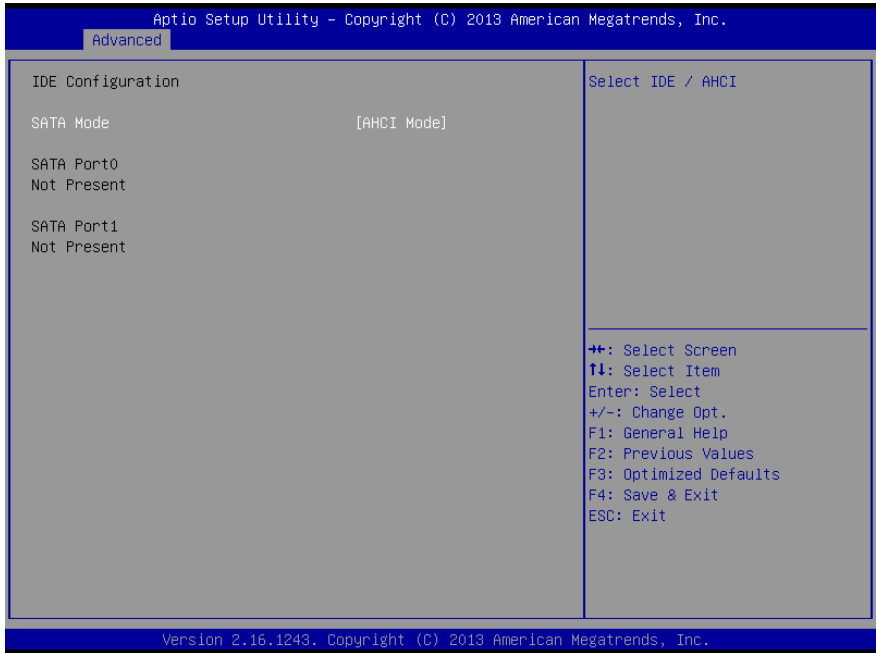 Aptio Setup Utility – Copyright (C) 2013 American Megatrends, Inc.
Advanced
IDE Configuration
SATA Mode [AHCI Mode]
SATA Port0
Not Present
SATA Port1
Not Present
Select IDE / AHCI
→←: Select Screen
↑↓: Select Item
Enter: Select
+/-: Change Opt.
F1: General Help
F2: Previous Values
F3: Optimized Defaults
F4: Save & Exit
ESC: Exit
Version 2.16.1243. Copyright (C) 2013 American Megatrends, Inc.